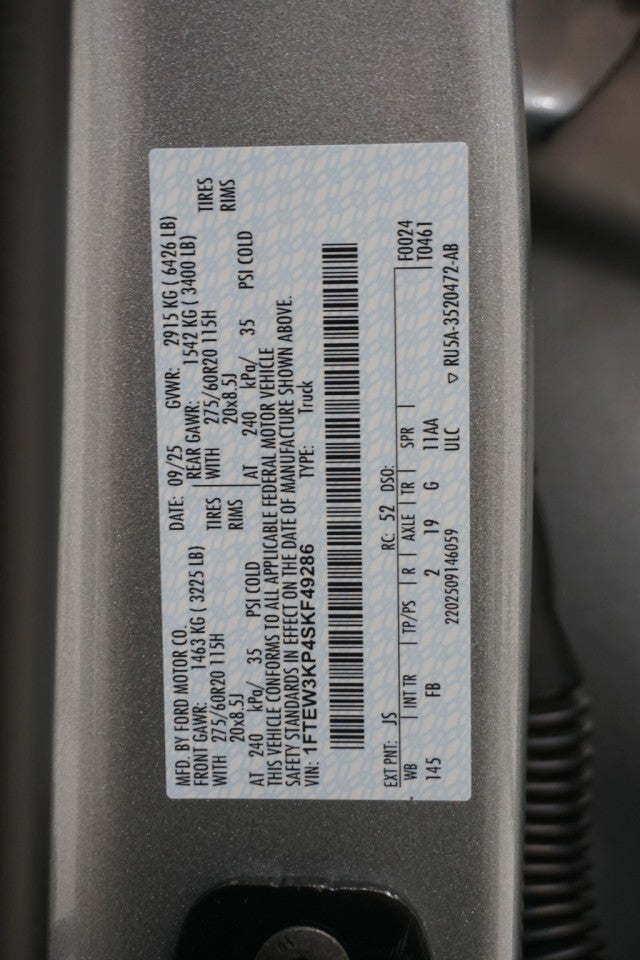 MFD. BY FORD MOTOR CO. DATE: 09/25 GVWR: 2915 KG ( 6426 LB)
FRONT GAWR: 1463 KG ( 3225 LB) REAR GAWR: 1542 KG ( 3400 LB)
WITH 275/60R20 115H TIRES WITH 275/60R20 115H TIRES
20x8.5J RIMS 20x8.5J RIMS
AT 240 kPa/ 35 PSI COLD AT 240 kPa/ 35 PSI COLD
THIS VEHICLE CONFORMS TO ALL APPLICABLE FEDERAL MOTOR VEHICLE
SAFETY STANDARDS IN EFFECT ON THE DATE OF MANUFACTURE SHOWN ABOVE.
VIN: 1FTEW3KP4SKF49286 TYPE: Truck
EXT PNT: JS RC: 52 DSO: F0024
WB INT TR TP/PS R AXLE TR SPR T0461
145 FB 2 19 G 11AA
2202509146059 ULC ▽ RU5A-3520472-AB